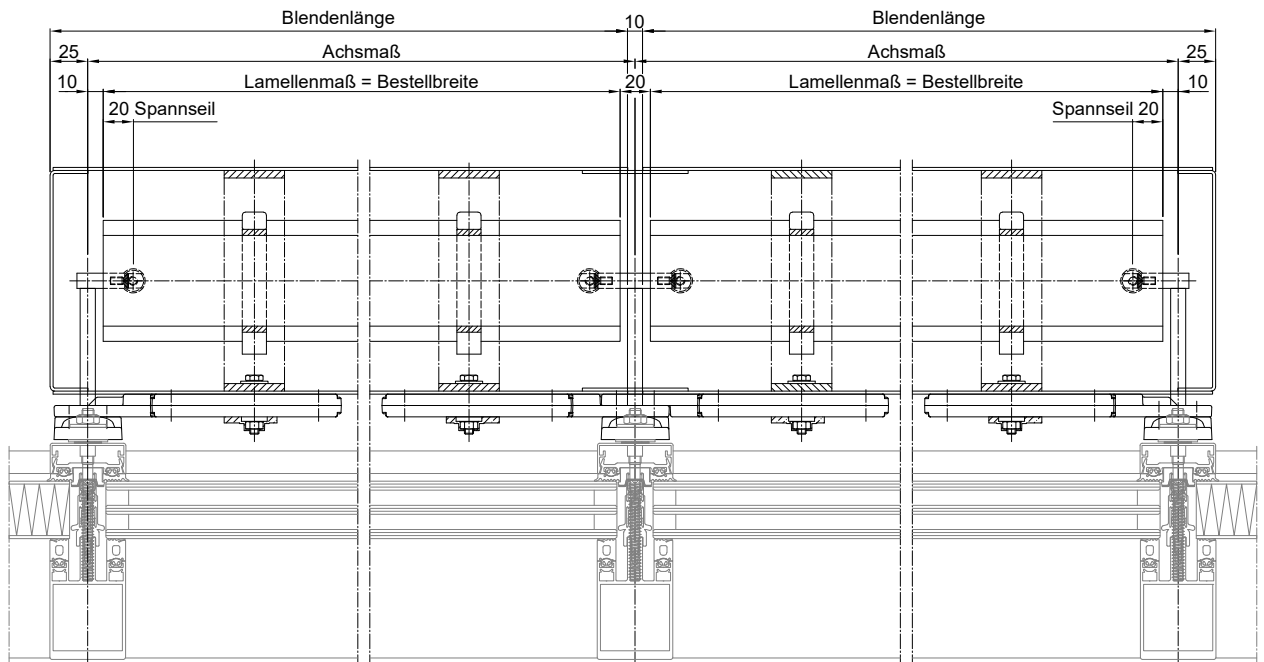 Blendenlänge 10 Blendenlänge
25 Achsmaß Achsmaß 25
10 Lamellenmaß = Bestellbreite 20 Lamellenmaß = Bestellbreite 10
20 Spannseil Spannseil 20